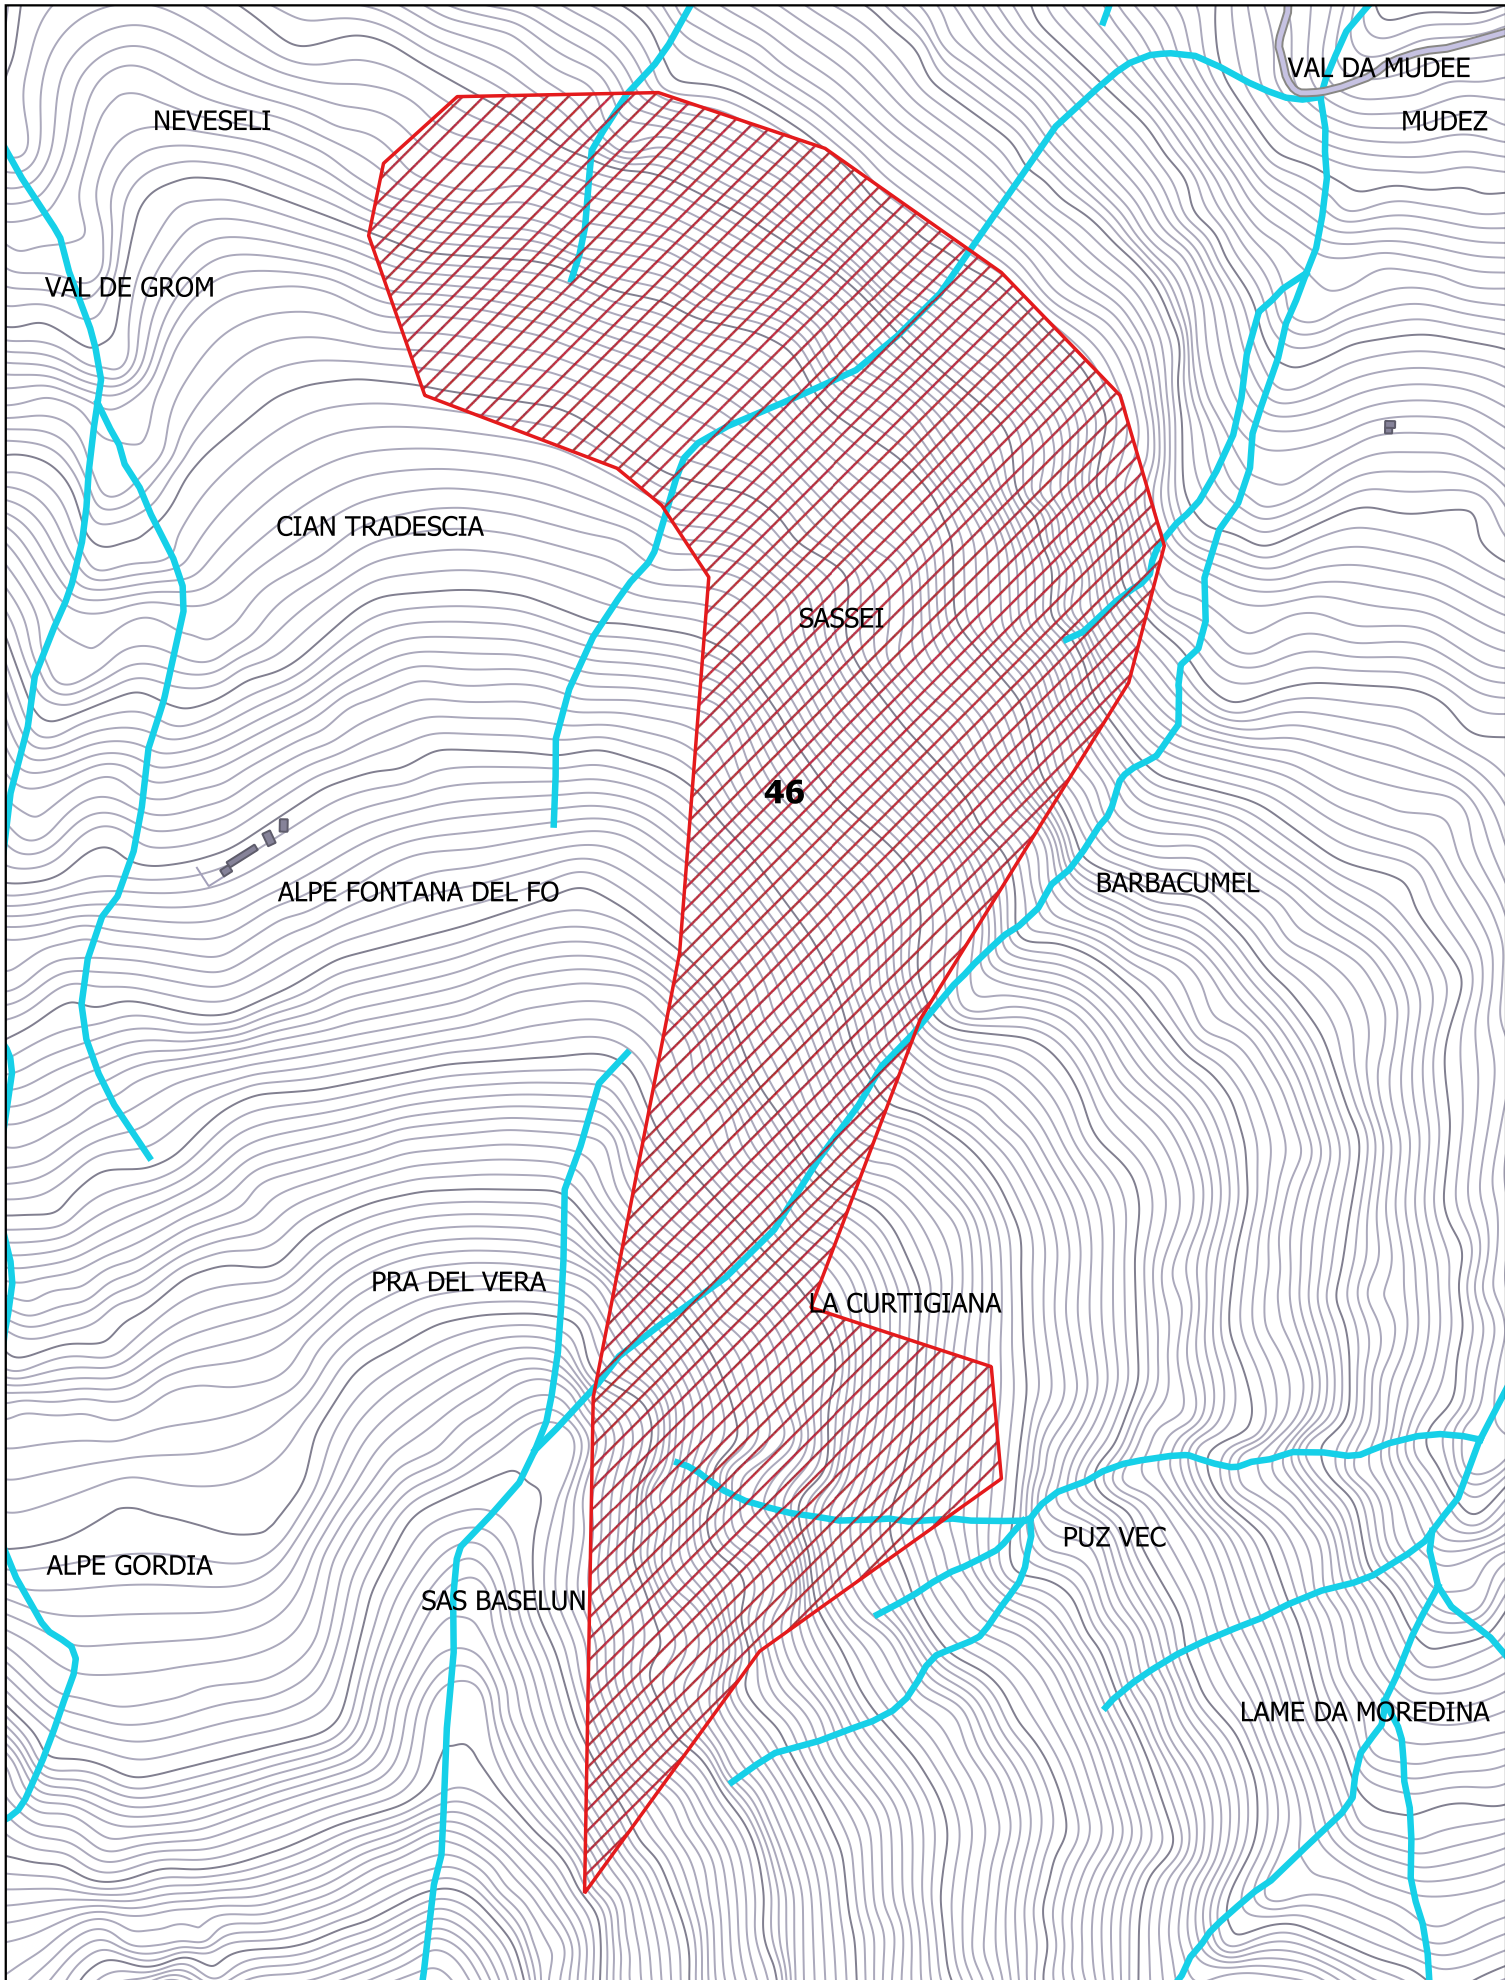 VAL DA MUDEE
NEVESELI
MUDEZ
VAL DE GROM
CIAN TRADESCIA
SASSEI
46
BARBACUMEL
ALPE FONTANA DEL FO
PRA DEL VERA
LA CURTIGIANA
PUZ VEC
ALPE GORDIA
SAS BASELUN
LAME DA MOREDINA